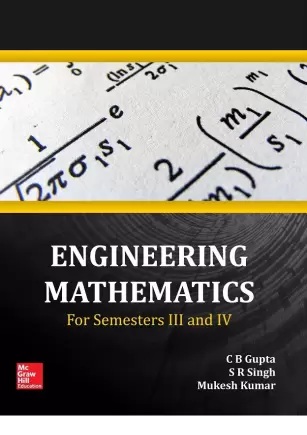 ENGINEERING
MATHEMATICS
For Semesters III and IV
C B Gupta
S R Singh
Mukesh Kumar
Mc
Graw
Hill
Education